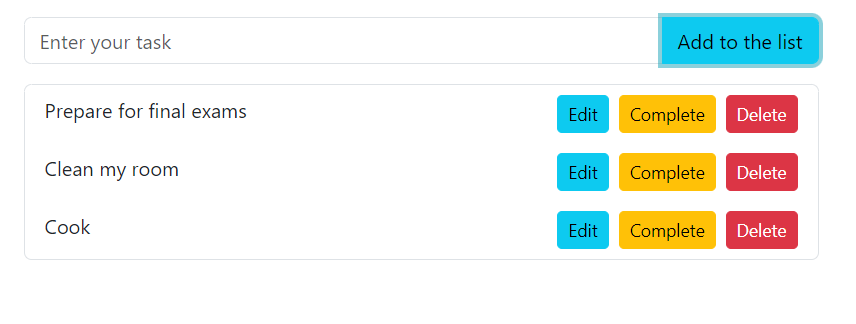 Enter your task Add to the list
Prepare for final exams Edit Complete Delete
Clean my room Edit Complete Delete
Cook Edit Complete Delete